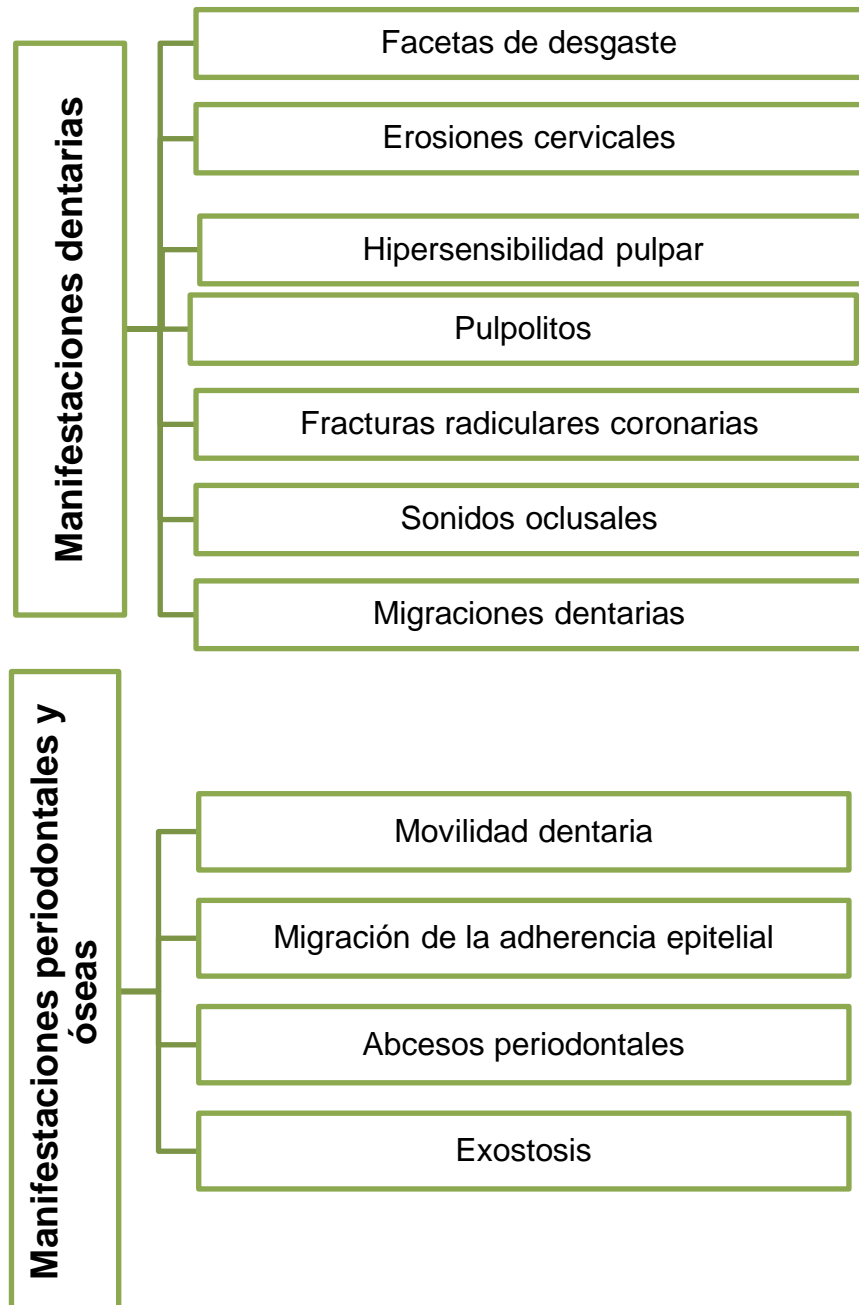 Manifestaciones dentarias
Facetas de desgaste
Erosiones cervicales
Hipersensibilidad pulpar
Pulpolitos
Fracturas radiculares coronarias
Sonidos oclusales
Migraciones dentarias
Manifestaciones periodontales y
óseas
Movilidad dentaria
Migración de la adherencia epitelial
Abcesos periodontales
Exostosis